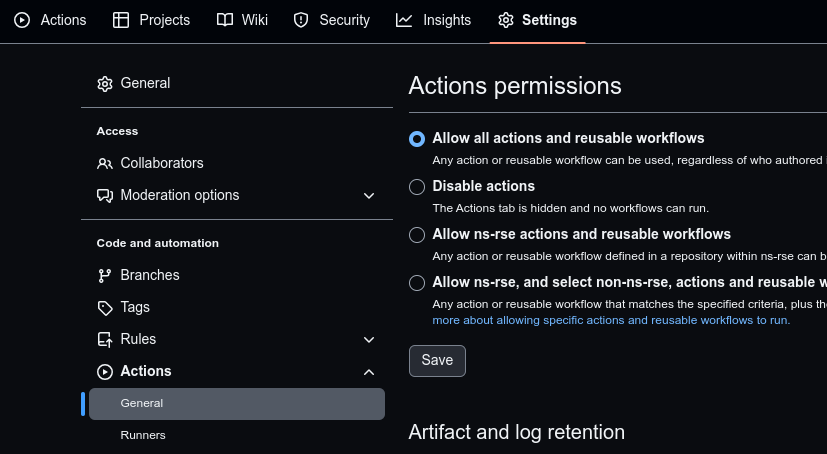 Actions Projects Wiki Security Insights Settings
General
Access
Collaborators
Moderation options
Code and automation
Branches
Tags
Rules
Actions
General
Runners
Actions permissions
Allow all actions and reusable workflows
Any action or reusable workflow can be used, regardless of who authored
Disable actions
The Actions tab is hidden and no workflows can run.
Allow ns-rse actions and reusable workflows
Any action or reusable workflow defined in a repository within ns-rse can
Allow ns-rse, and select non-ns-rse, actions and reusable
Any action or reusable workflow that matches the specified criteria, plus
more about allowing specific actions and reusable workflows to run.
Save
Artifact and log retention